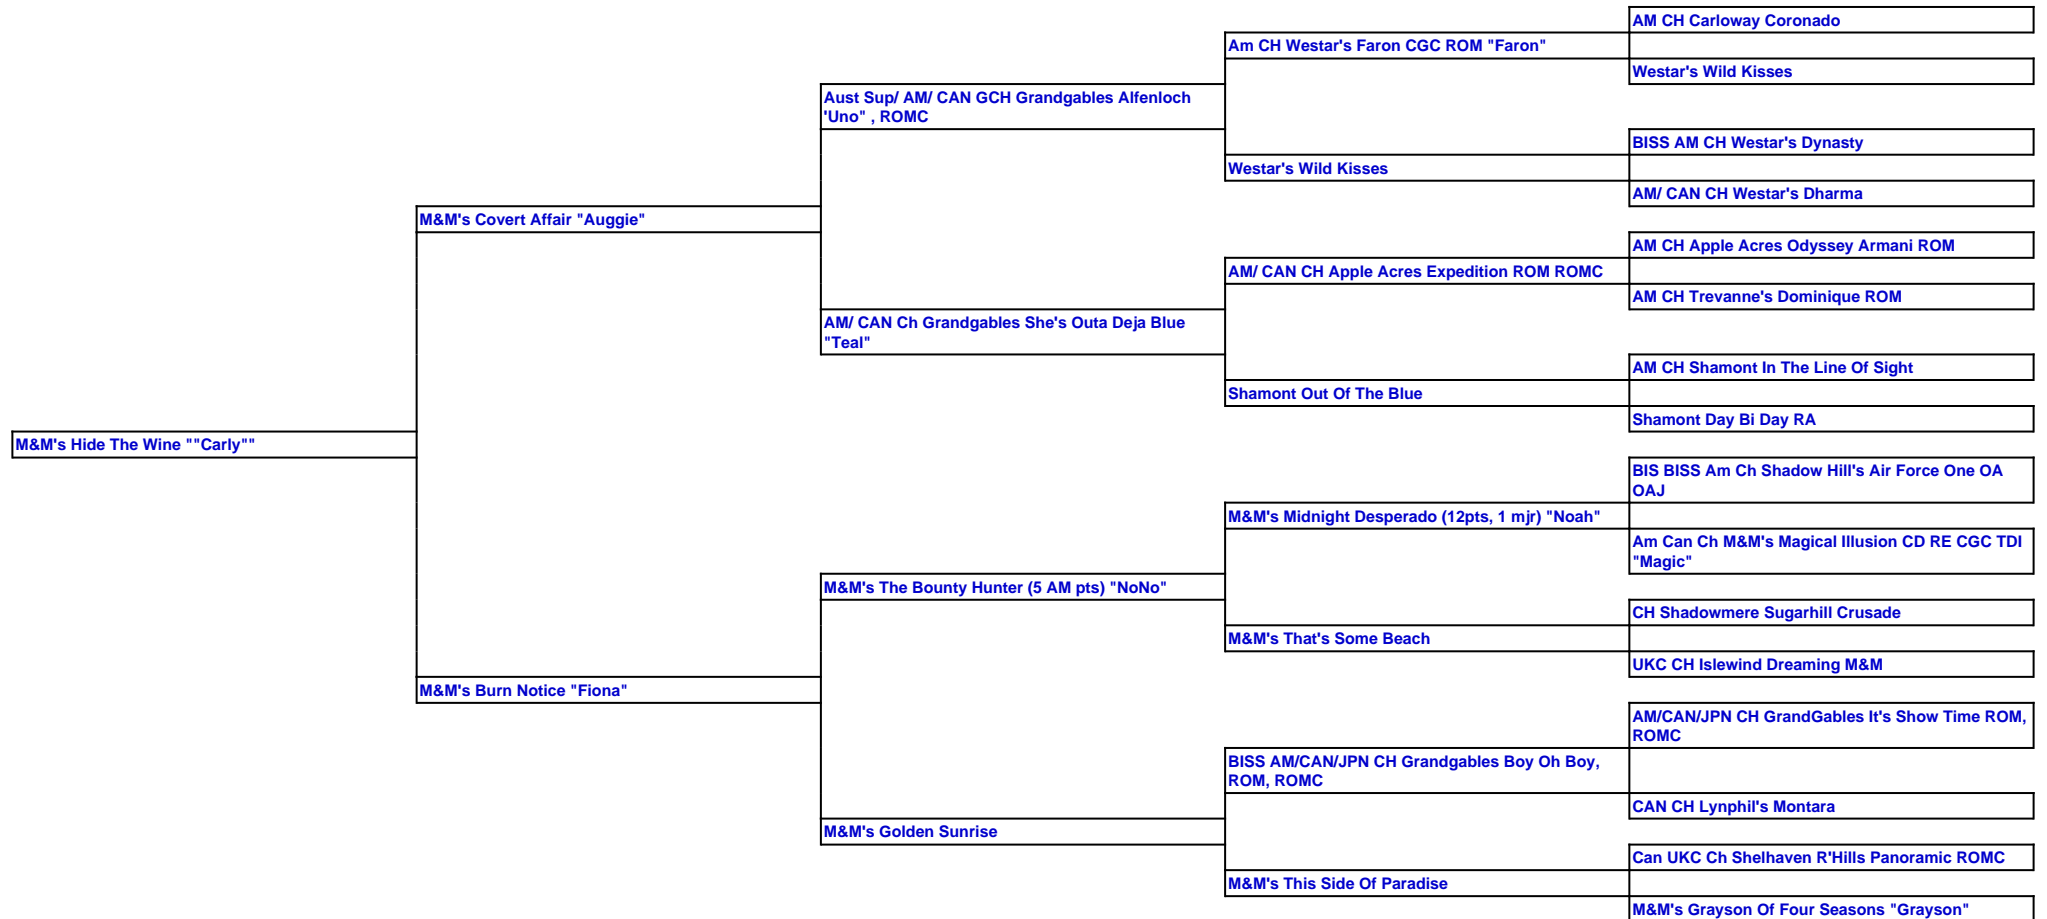 AM CH Carloway Coronado
Am CH Westar's Faron CGC ROM "Faron"
Westar's Wild Kisses
Aust Sup/ AM/ CAN GCH Grandgables Alfenloch
'Uno" , ROMC
BISS AM CH Westar's Dynasty
Westar's Wild Kisses
AM/ CAN CH Westar's Dharma
M&M's Covert Affair "Auggie"
AM CH Apple Acres Odyssey Armani ROM
AM/ CAN CH Apple Acres Expedition ROM ROMC
AM CH Trevanne's Dominique ROM
AM/ CAN Ch Grandgables She's Outa Deja Blue
"Teal"
AM CH Shamont In The Line Of Sight
Shamont Out Of The Blue
Shamont Day Bi Day RA
M&M's Hide The Wine ""Carly""
BIS BISS Am Ch Shadow Hill's Air Force One OA
OAJ
M&M's Midnight Desperado (12pts, 1 mjr) "Noah"
Am Can Ch M&M's Magical Illusion CD RE CGC TDI
"Magic"
M&M's The Bounty Hunter (5 AM pts) "NoNo"
CH Shadowmere Sugarhill Crusade
M&M's That's Some Beach
UKC CH Islewind Dreaming M&M
M&M's Burn Notice "Fiona"
AM/CAN/JPN CH GrandGables It's Show Time ROM,
ROMC
BISS AM/CAN/JPN CH Grandgables Boy Oh Boy,
ROM, ROMC
CAN CH Lynphil's Montara
M&M's Golden Sunrise
Can UKC Ch Shelhaven R'Hills Panoramic ROMC
M&M's This Side Of Paradise
M&M's Grayson Of Four Seasons "Grayson"